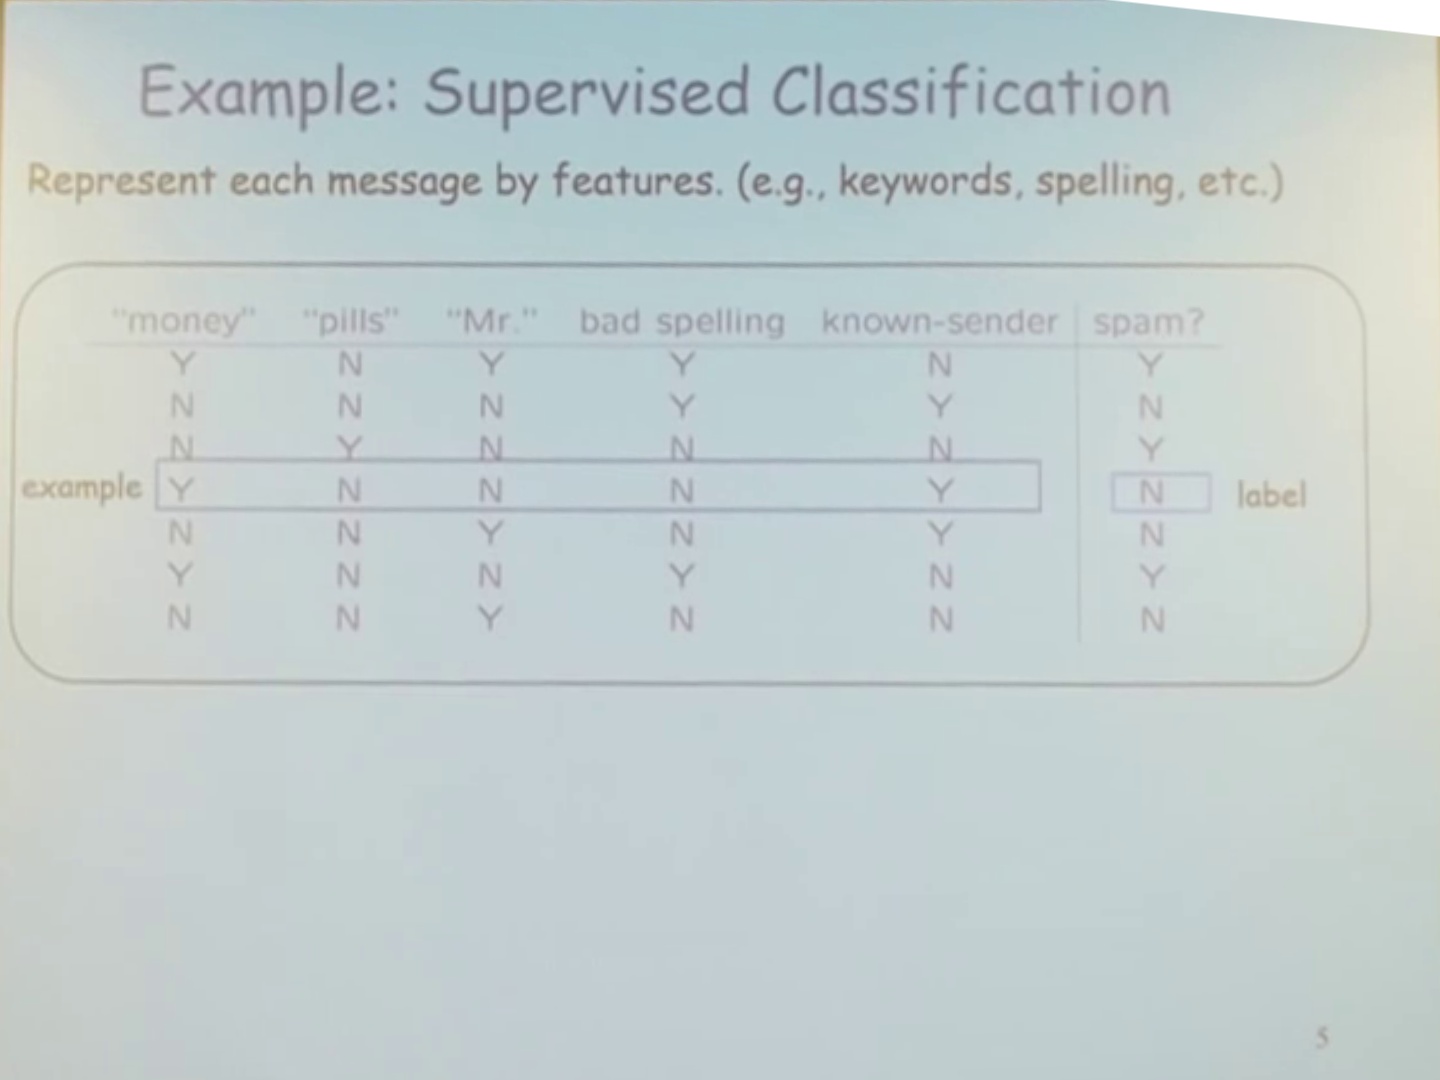 Example: Supervised Classification
Represent each message by features. (e.g., keywords, spelling, etc.)
"money" "pills" "Mr." bad spelling known-sender spam?
Y N Y Y N Y
N N N Y Y N
N Y N N N Y
example Y N N N Y N label
N N Y N Y N
Y N N Y N Y
N N Y N N N
5